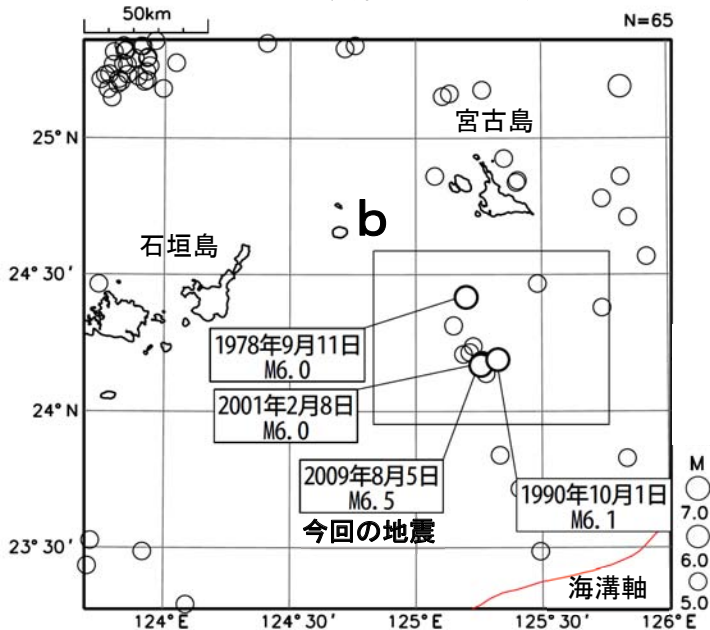 50km
N=65
宮古島
25°N
b
石垣島
24°30'
1978年9月11日
M6.0
24°N
2001年2月8日
M6.0
2009年8月5日
M6.5
1990年10月1日
M6.1
今回の地震
M
7.0
6.0
5.0
23°30'
海溝軸
124°E
124°30'
125°E
125°30'
126°E